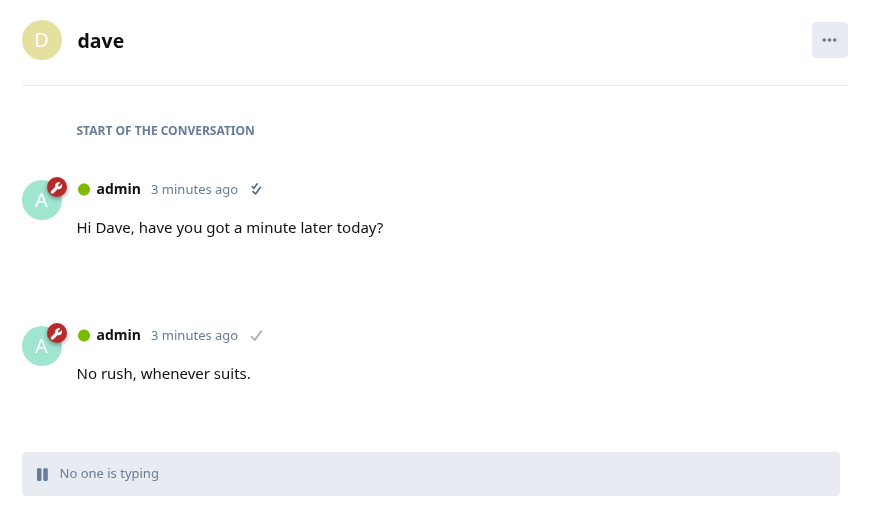 D
dave
START OF THE CONVERSATION
A
admin 3 minutes ago
Hi Dave, have you got a minute later today?
A
admin 3 minutes ago
No rush, whenever suits.
No one is typing